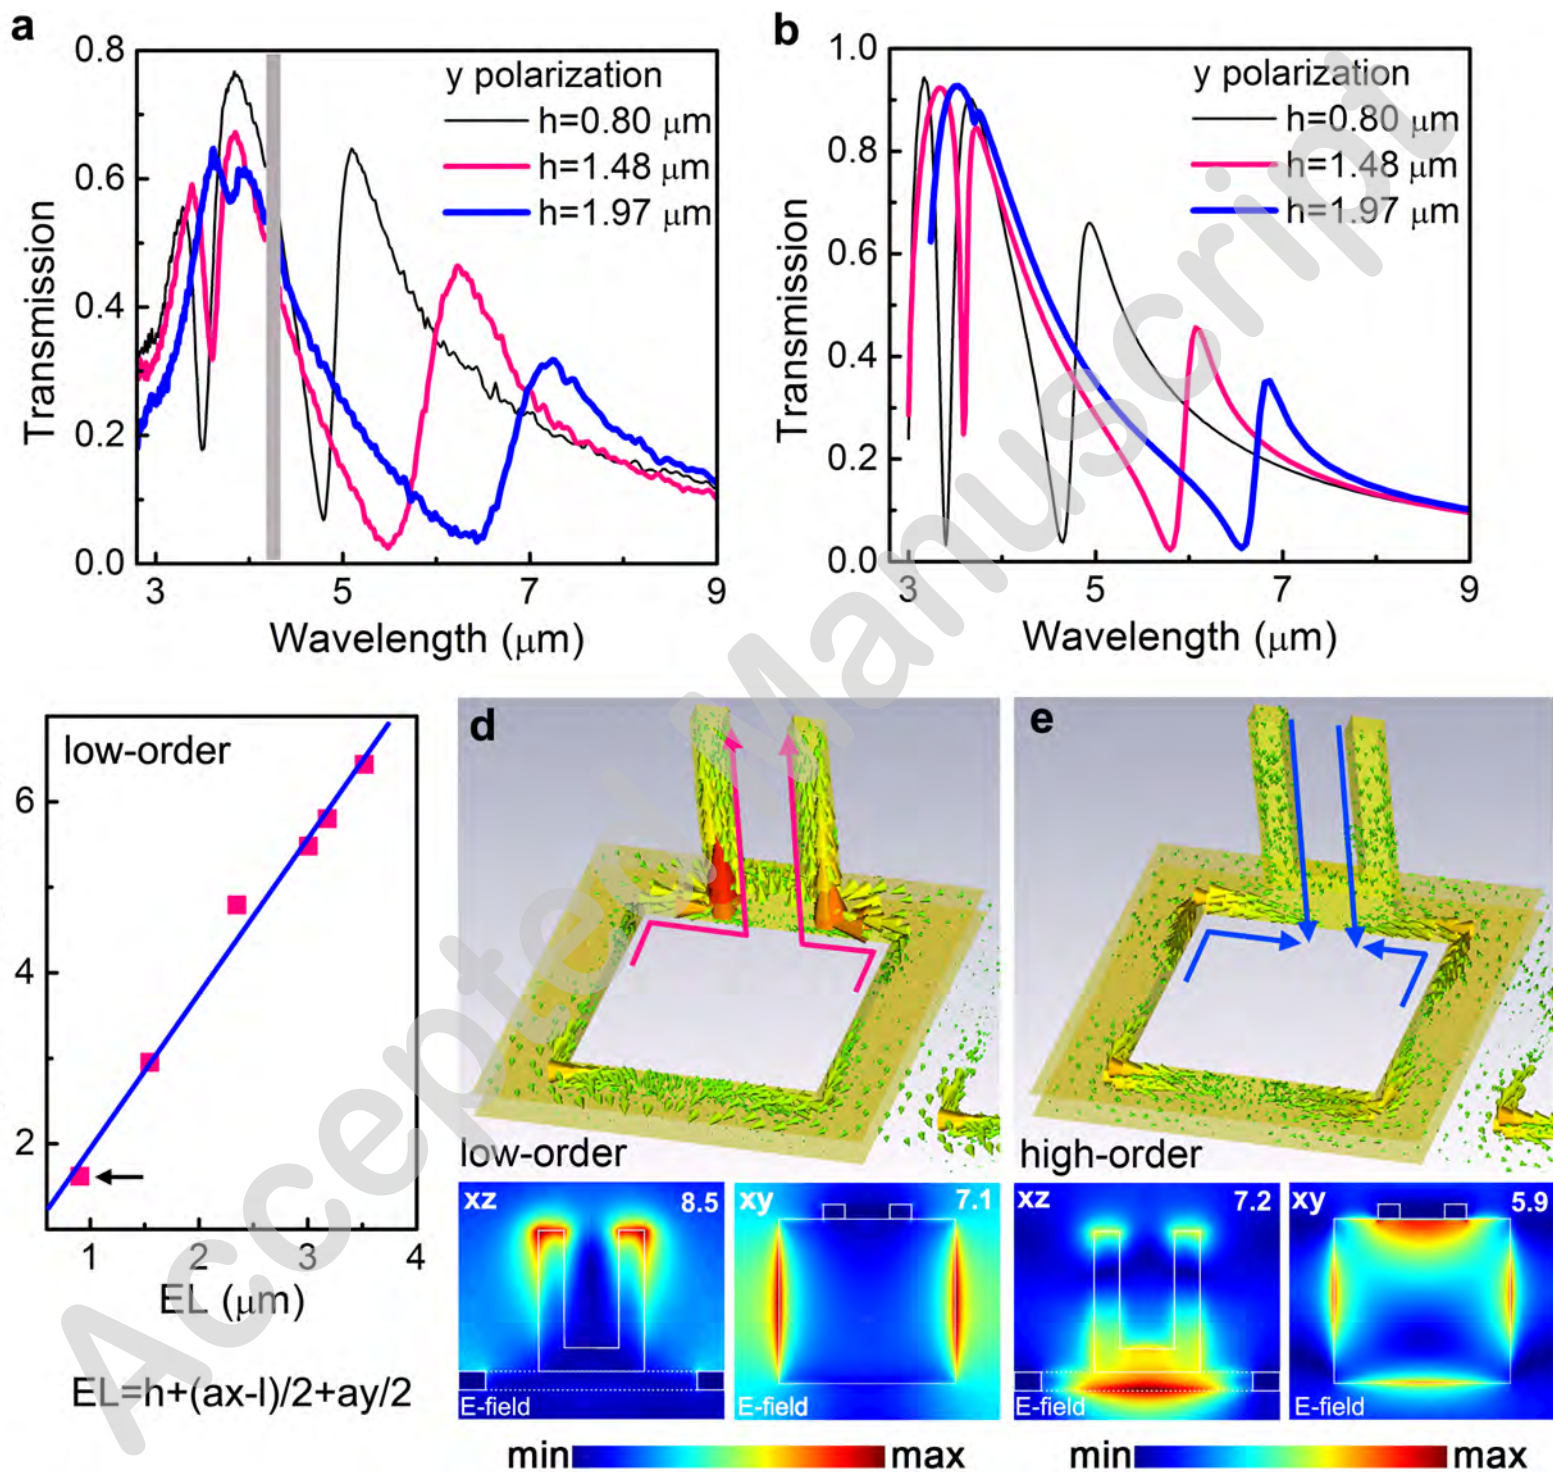 a
0.8
0.6
0.4
0.2
0.0
Transmission
y polarization
h=0.80 μm
h=1.48 μm
h=1.97 μm
3 5 7 9
Wavelength (μm)
b
1.0
0.8
0.6
0.4
0.2
0.0
Transmission
y polarization
h=0.80 μm
h=1.48 μm
h=1.97 μm
3 5 7 9
Wavelength (μm)
low-order
6
4
2
1 2 3 4
EL (μm)
EL=h+(ax-l)/2+ay/2
d
low-order
xz 8.5
E-field
xy 7.1
E-field
min max
e
high-order
xz 7.2
E-field
xy 5.9
E-field
min max
Accepted Manuscript